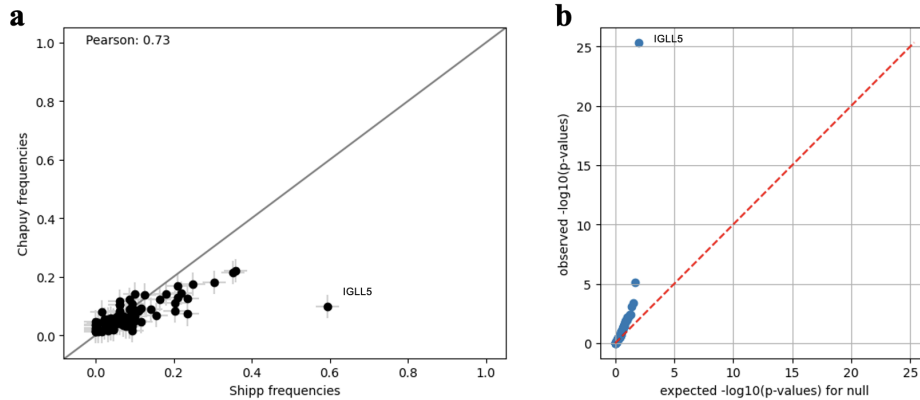 a
Pearson: 0.73
1.0
0.8
0.6
0.4
0.2
0.0
Chapuy frequencies
IGLL5
0.0 0.2 0.4 0.6 0.8 1.0
Shipp frequencies
b
IGLL5
25
20
15
10
5
0
observed -log10(p-values)
0 5 10 15 20 25
expected -log10(p-values) for null